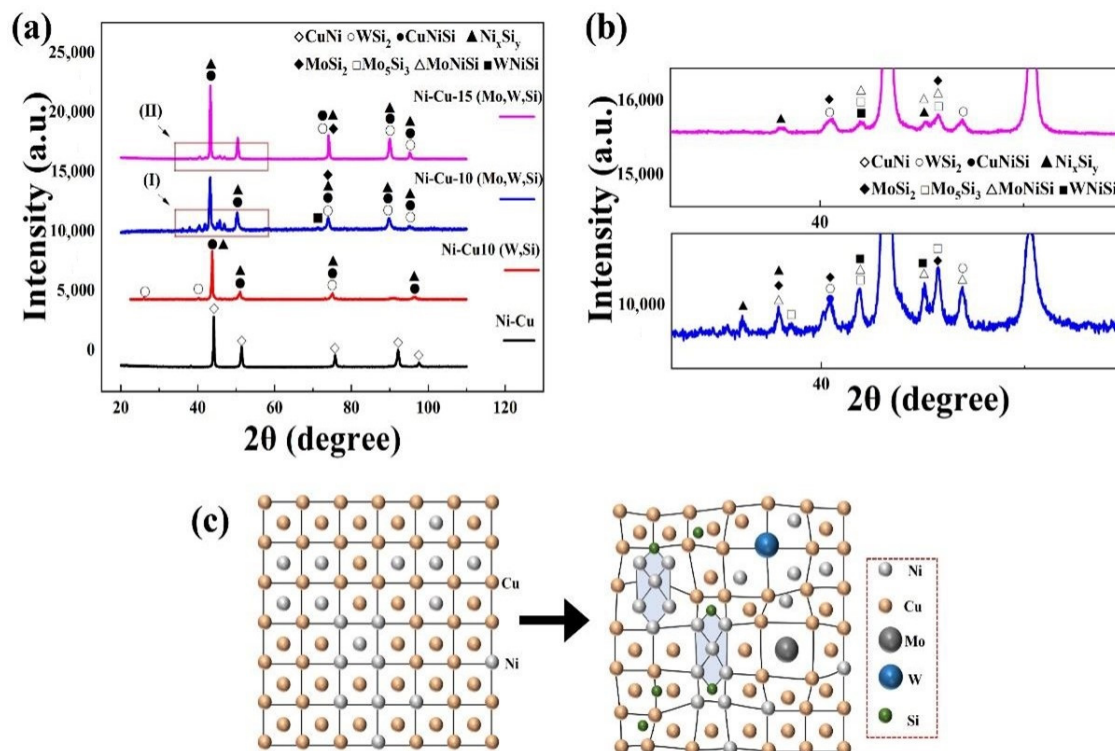 (a)
25,000
◇CuNi ○WSi₂ ●CuNiSi ▲NiₓSiᵧ
◆MoSi₂ □Mo₅Si₃ △MoNiSi ■WNiSi
20,000
(II)
Ni-Cu-15 (Mo,W,Si)
15,000
(I)
Ni-Cu-10 (Mo,W,Si)
10,000
Ni-Cu10 (W,Si)
5,000
Ni-Cu
0
Intensity (a.u.)
20 40 60 80 100 120
2θ (degree)
(b)
16,000
◇CuNi ○WSi₂ ●CuNiSi ▲NiₓSiᵧ
◆MoSi₂ □Mo₅Si₃ △MoNiSi ■WNiSi
15,000
40
10,000
Intensity (a.u.)
40
2θ (degree)
(c)
Cu
Ni
Ni
Cu
Mo
W
Si